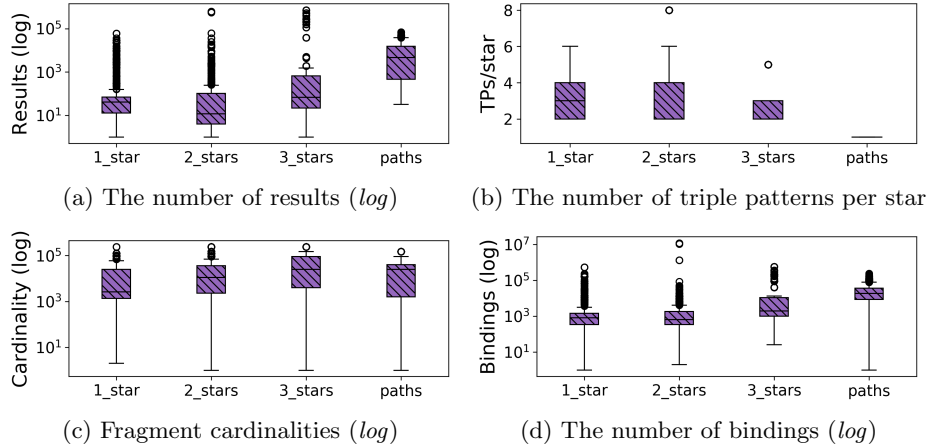 Results (log)
10^5
10^3
10^1
1_star 2_stars 3_stars paths
(a) The number of results (log)
TPs/star
8
6
4
2
1_star 2_stars 3_stars paths
(b) The number of triple patterns per star
Cardinality (log)
10^5
10^3
10^1
1_star 2_stars 3_stars paths
(c) Fragment cardinalities (log)
Bindings (log)
10^7
10^5
10^3
10^1
1_star 2_stars 3_stars paths
(d) The number of bindings (log)